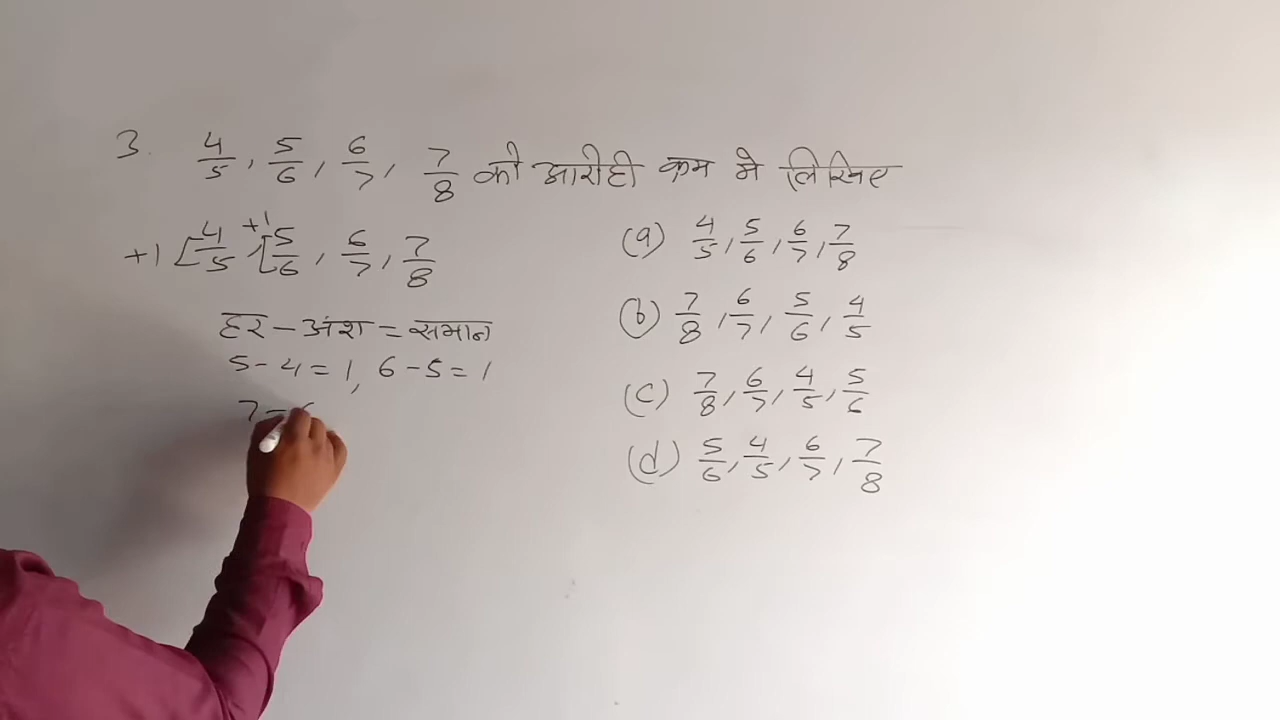 3. 4/5, 5/6, 6/7, 7/8 को आरोही क्रम मे लिखिए
+1 [4/5, +1 [5/6, 6/7, 7/8
हर - अंश = समान
5 - 4 = 1, 6 - 5 = 1
7 - 6
(a) 4/5, 5/6, 6/7, 7/8
(b) 7/8, 6/7, 5/6, 4/5
(c) 7/8, 6/7, 4/5, 5/6
(d) 5/6, 4/5, 6/7, 7/8